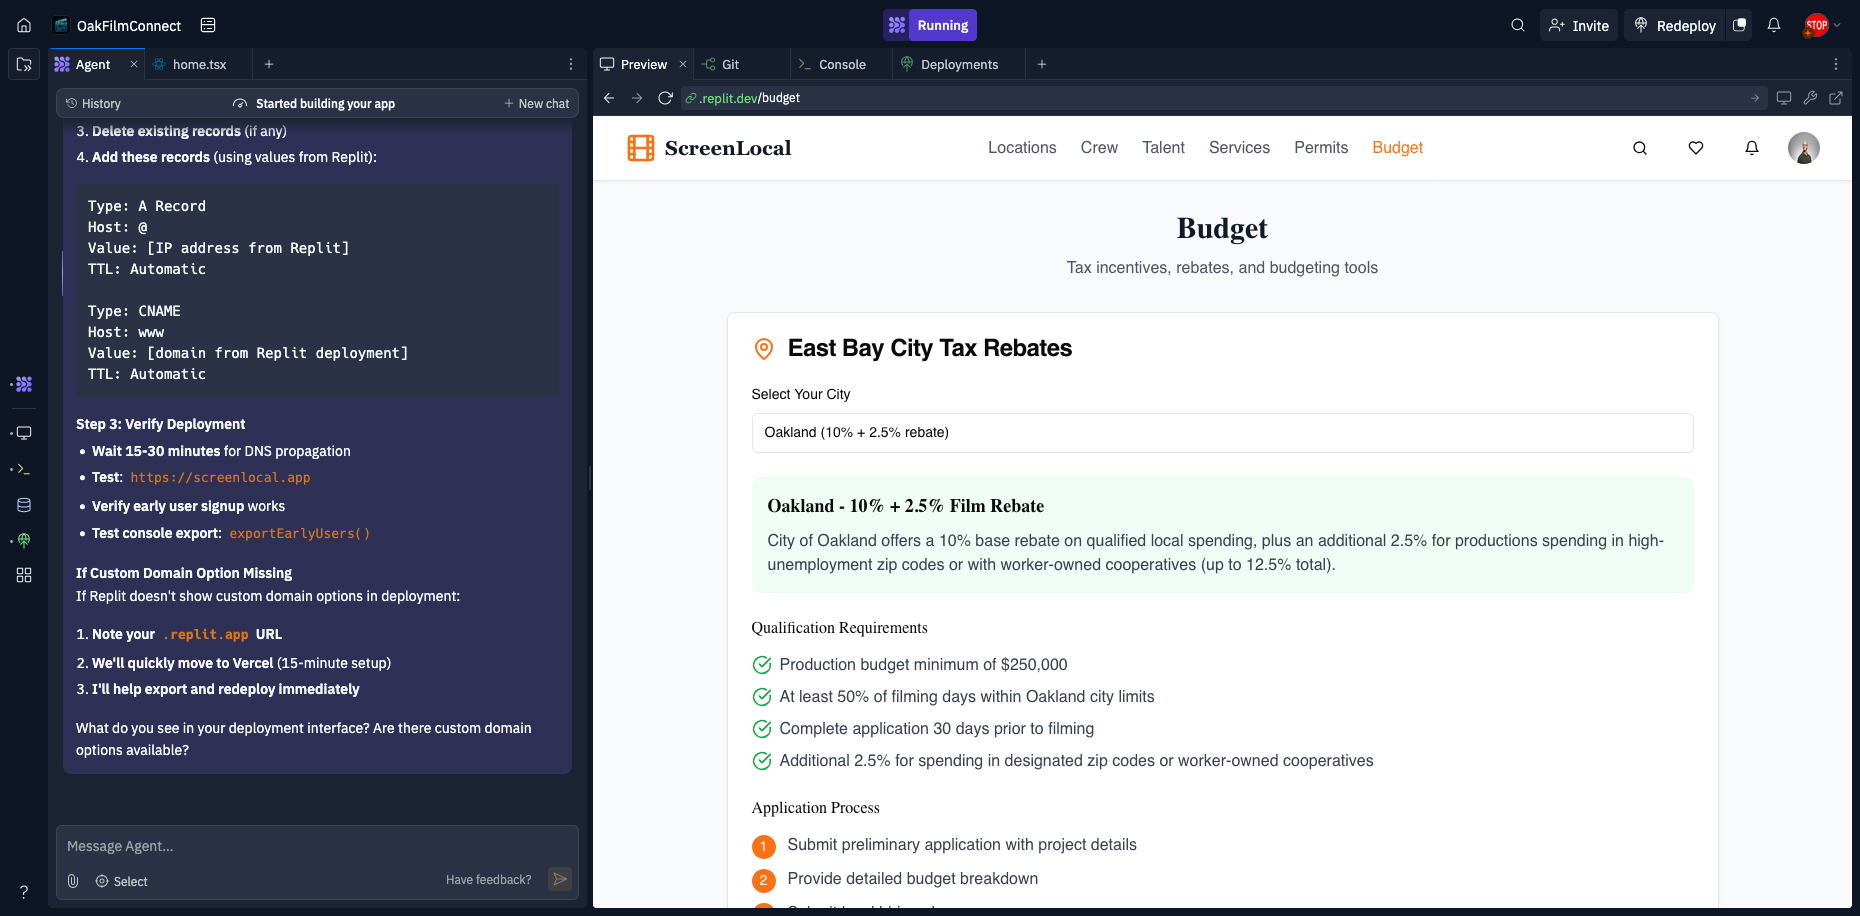 OakFilmConnect
Running
Invite
Redeploy
STOP
Agent
home.tsx
Preview
Git
Console
Deployments
History
Started building your app
New chat
.replit.dev/budget
3. Delete existing records (if any)
4. Add these records (using values from Replit):
Type: A Record
Host: @
Value: [IP address from Replit]
TTL: Automatic
Type: CNAME
Host: www
Value: [domain from Replit deployment]
TTL: Automatic
Step 3: Verify Deployment
• Wait 15-30 minutes for DNS propagation
• Test: https://screenlocal.app
• Verify early user signup works
• Test console export: exportEarlyUsers()
If Custom Domain Option Missing
If Replit doesn't show custom domain options in deployment:
1. Note your .replit.app URL
2. We'll quickly move to Vercel (15-minute setup)
3. I'll help export and redeploy immediately
What do you see in your deployment interface? Are there custom domain
options available?
Message Agent...
Select
Have feedback?
ScreenLocal
Locations
Crew
Talent
Services
Permits
Budget
Budget
Tax incentives, rebates, and budgeting tools
East Bay City Tax Rebates
Select Your City
Oakland (10% + 2.5% rebate)
Oakland - 10% + 2.5% Film Rebate
City of Oakland offers a 10% base rebate on qualified local spending, plus an additional 2.5% for productions spending in high-
unemployment zip codes or with worker-owned cooperatives (up to 12.5% total).
Qualification Requirements
Production budget minimum of $250,000
At least 50% of filming days within Oakland city limits
Complete application 30 days prior to filming
Additional 2.5% for spending in designated zip codes or worker-owned cooperatives
Application Process
1 Submit preliminary application with project details
2 Provide detailed budget breakdown